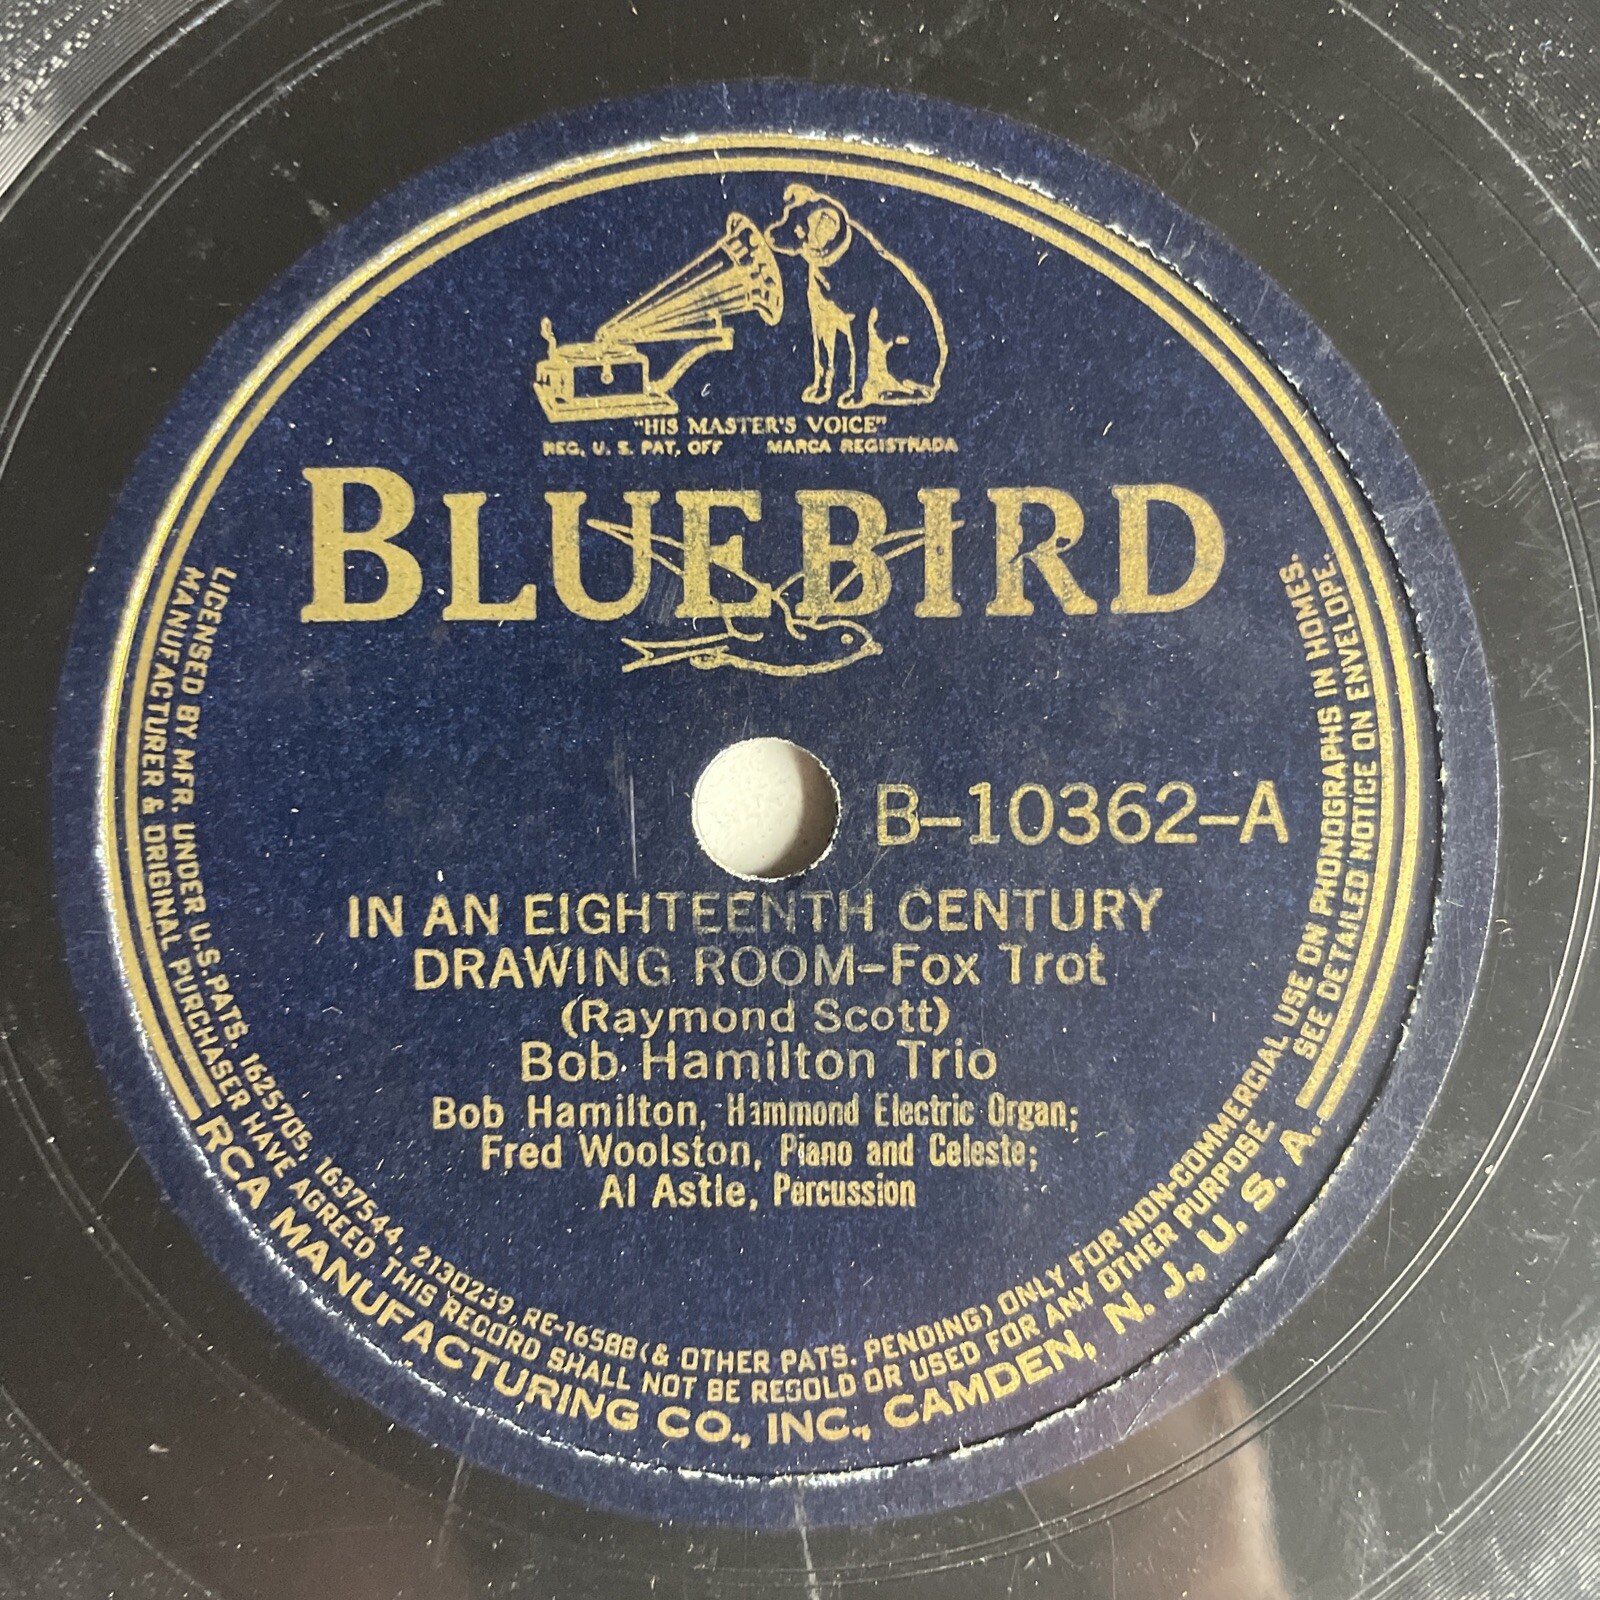 "HIS MASTER'S VOICE"
REG. U. S. PAT. OFF MARCA REGISTRADA
BLUEBIRD
B-10362-A
IN AN EIGHTEENTH CENTURY
DRAWING ROOM-Fox Trot
(Raymond Scott)
Bob Hamilton Trio
Bob Hamilton, Hammond Electric Organ;
Fred Woolston, Piano and Celeste;
Al Astle, Percussion
LICENSED BY MFR. UNDER U.S. PATS. 1625705, 1637544, 2130239, RE-16588 (& OTHER PATS. PENDING) ONLY FOR NON-COMMERCIAL USE ON PHONOGRAPHS IN HOMES.
MANUFACTURER & ORIGINAL PURCHASER HAVE AGREED THIS RECORD SHALL NOT BE RESOLD OR USED FOR ANY OTHER PURPOSE. SEE DETAILED NOTICE ON ENVELOPE.
RCA MANUFACTURING CO., INC., CAMDEN, N. J., U. S. A.